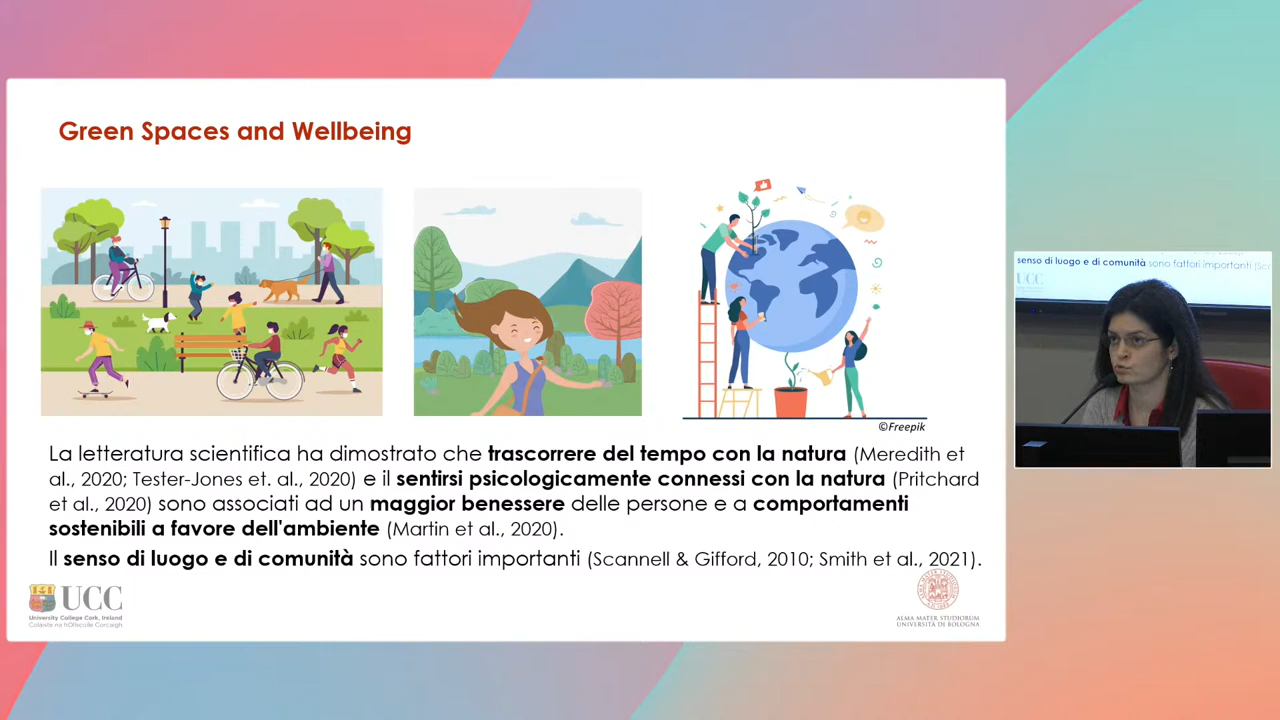 Green Spaces and Wellbeing
©Freepik
La letteratura scientifica ha dimostrato che trascorrere del tempo con la natura (Meredith et
al., 2020; Tester-Jones et. al., 2020) e il sentirsi psicologicamente connessi con la natura (Pritchard
et al., 2020) sono associati ad un maggior benessere delle persone e a comportamenti
sostenibili a favore dell'ambiente (Martin et al., 2020).
Il senso di luogo e di comunità sono fattori importanti (Scannell & Gifford, 2010; Smith et al., 2021).
UCC
University College Cork, Ireland
Coláiste na hOllscoile Corcaigh
ALMA MATER STUDIORUM
UNIVERSITÀ DI BOLOGNA
senso di luogo e di comunità sono fattori importanti (Sc
UCC